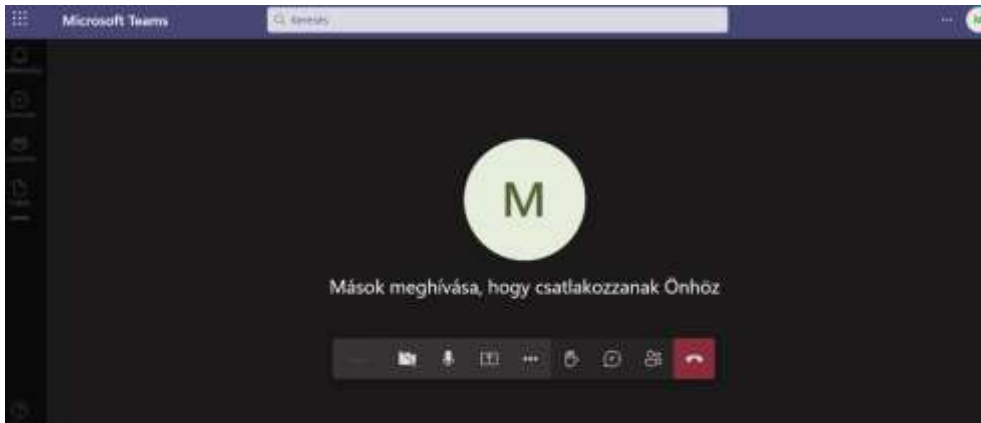 Microsoft Teams
Keresés
M
Mások meghívása, hogy csatlakozzanak Önhöz